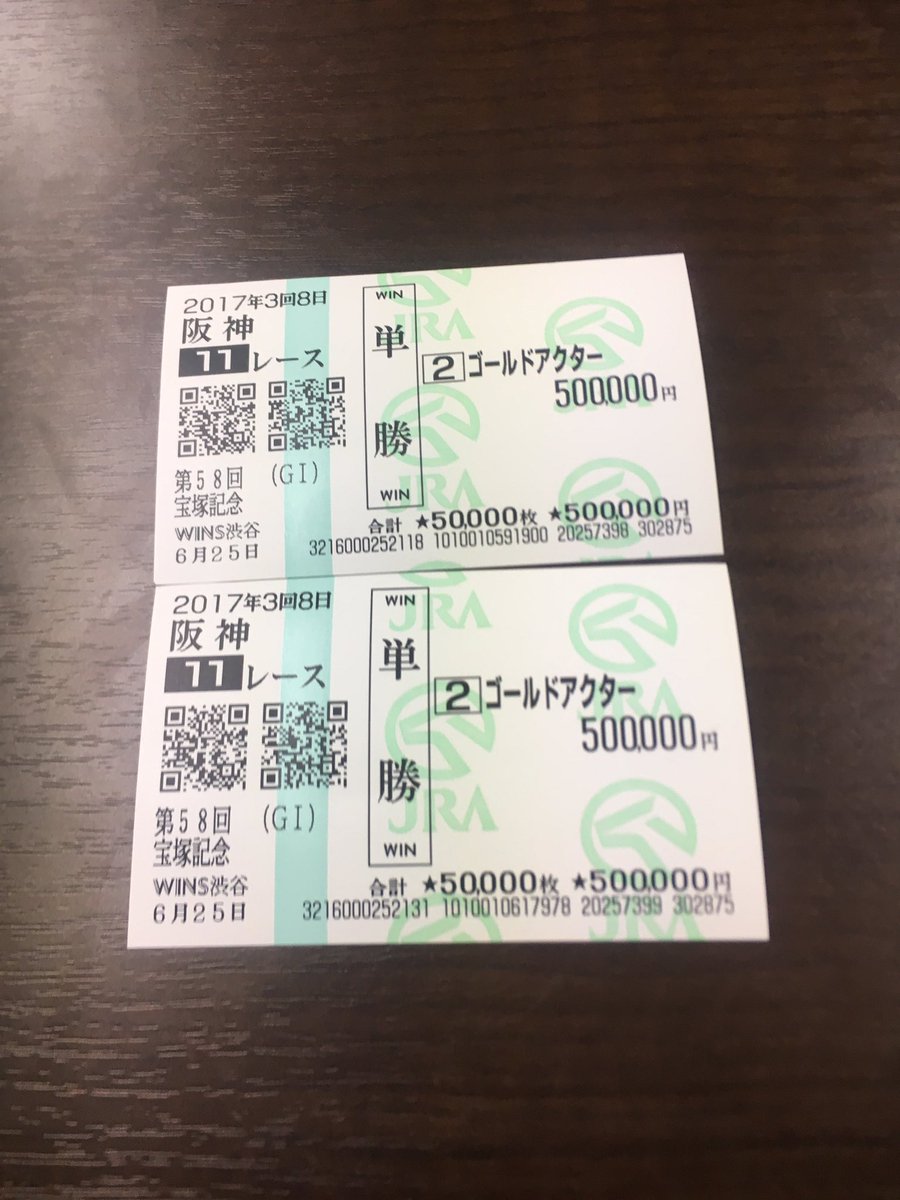 2017年3回8日
阪神
11レース
第58回 (GI)
宝塚記念
WINS渋谷
6月25日
WIN
単勝
WIN
2 ゴールドアクター
500,000円
合計 ★50,000枚 ★500,000円
3216000252118 1010010591900 20257398 302875
JRA
2017年3回8日
阪神
11レース
第58回 (GI)
宝塚記念
WINS渋谷
6月25日
WIN
単勝
WIN
2 ゴールドアクター
500,000円
合計 ★50,000枚 ★500,000円
3216000252131 1010010617978 20257399 302875
JRA